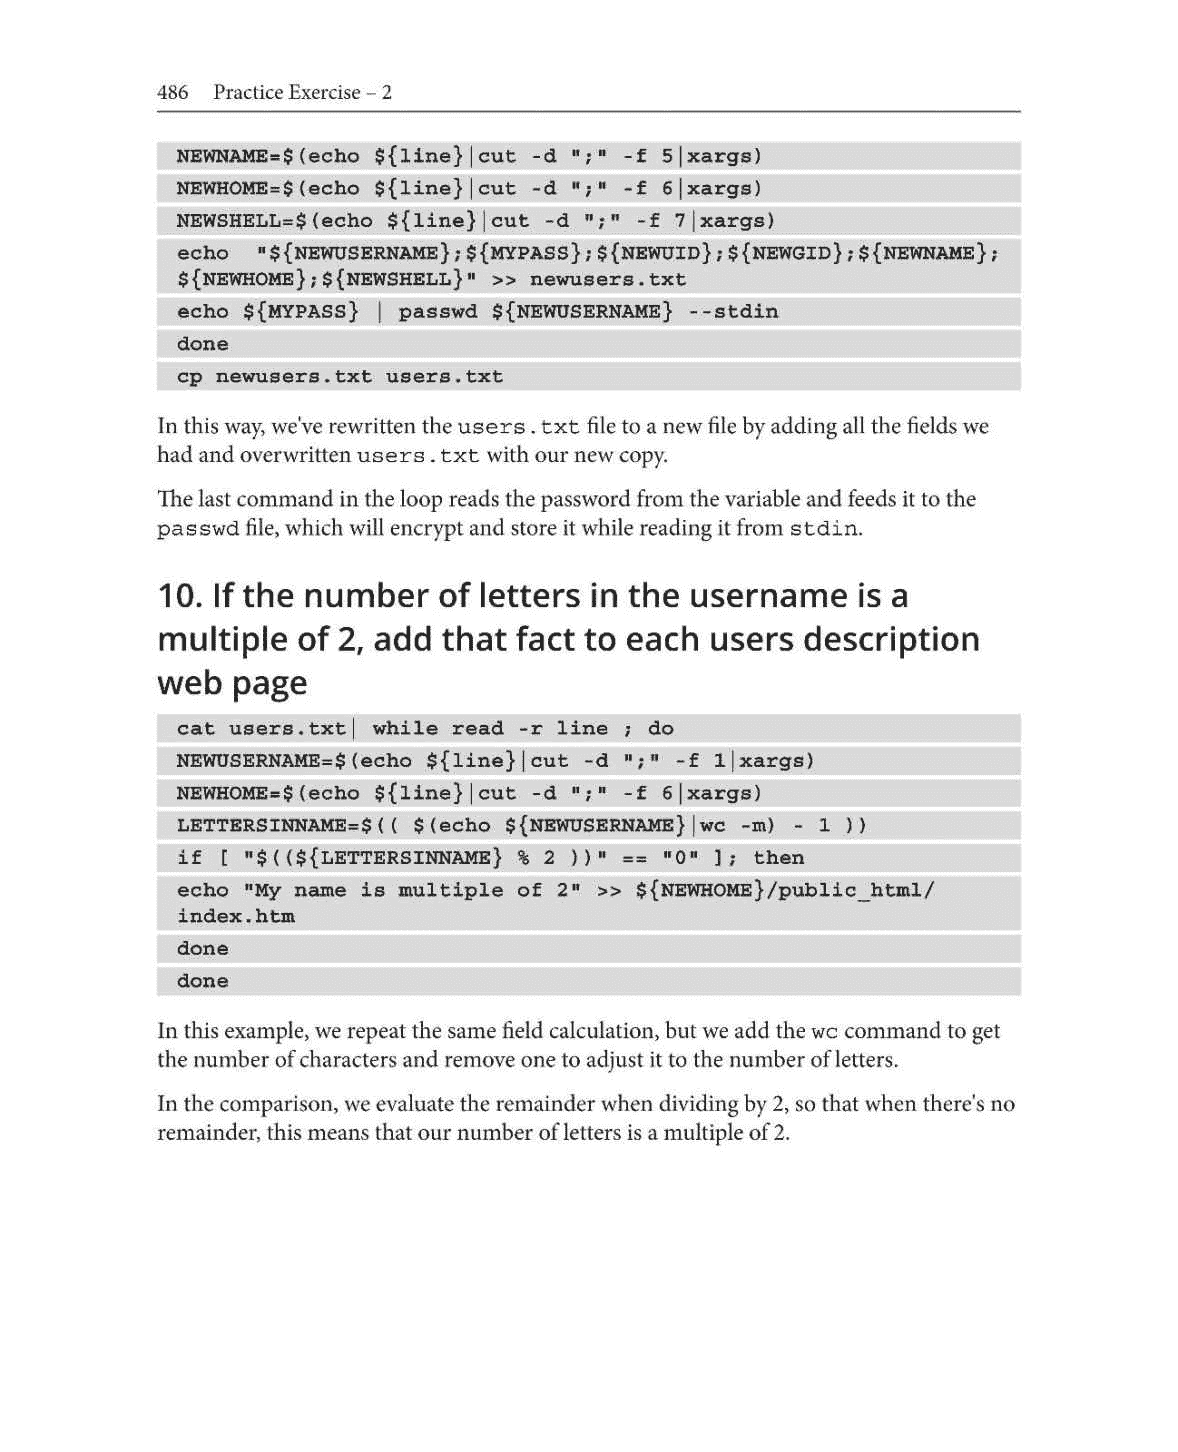 486 Practice Exercise – 2
NEWNAME=$(echo ${line}|cut -d ";" -f 5|xargs)
NEWHOME=$(echo ${line}|cut -d ";" -f 6|xargs)
NEWSHELL=$(echo ${line}|cut -d ";" -f 7|xargs)
echo "${NEWUSERNAME};${MYPASS};${NEWUID};${NEWGID};${NEWNAME};
${NEWHOME};${NEWSHELL}" >> newusers.txt
echo ${MYPASS} | passwd ${NEWUSERNAME} --stdin
done
cp newusers.txt users.txt
In this way, we've rewritten the users.txt file to a new file by adding all the fields we
had and overwritten users.txt with our new copy.
The last command in the loop reads the password from the variable and feeds it to the
passwd file, which will encrypt and store it while reading it from stdin.
10. If the number of letters in the username is a
multiple of 2, add that fact to each users description
web page
cat users.txt| while read -r line ; do
NEWUSERNAME=$(echo ${line}|cut -d ";" -f 1|xargs)
NEWHOME=$(echo ${line}|cut -d ";" -f 6|xargs)
LETTERSINNAME=$(( $(echo ${NEWUSERNAME}|wc -m) - 1 ))
if [ "$((${LETTERSINNAME} % 2 ))" == "0" ]; then
echo "My name is multiple of 2" >> ${NEWHOME}/public_html/
index.htm
done
done
In this example, we repeat the same field calculation, but we add the wc command to get
the number of characters and remove one to adjust it to the number of letters.
In the comparison, we evaluate the remainder when dividing by 2, so that when there's no
remainder, this means that our number of letters is a multiple of 2.